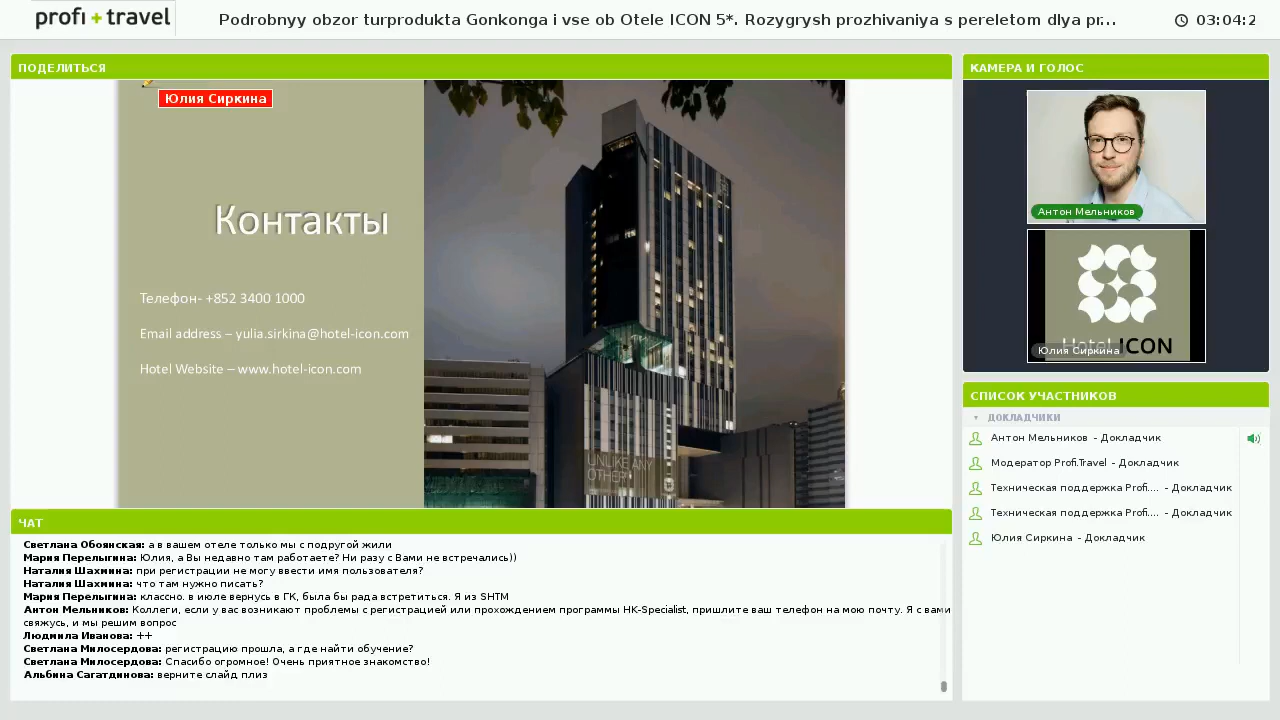 profi+travel
Podrobnyy obzor turprodukta Gonkonga i vse ob Otele ICON 5*. Rozygrysh prozhivaniya s pereletom dlya pr...
03:04:2
ПОДЕЛИТЬСЯ
Юлия Сиркина
Контакты
Телефон- +852 3400 1000
Email address – yulia.sirkina@hotel-icon.com
Hotel Website – www.hotel-icon.com
UNLIKE ANY
OTHER
КАМЕРА И ГОЛОС
Антон Мельников
Hotel ICON
Юлия Сиркина
СПИСОК УЧАСТНИКОВ
ДОКЛАДЧИКИ
Антон Мельников - Докладчик
Модератор Profi.Travel - Докладчик
Техническая поддержка Profi.... - Докладчик
Техническая поддержка Profi.... - Докладчик
Юлия Сиркина - Докладчик
ЧАТ
Светлана Обоянская: а в вашем отеле только мы с подругой жили
Мария Перелыгина: Юлия, а Вы недавно там работаете? Ни разу с Вами не встречались))
Наталия Шахмина: при регистрации не могу ввести имя пользователя?
Наталия Шахмина: что там нужно писать?
Мария Перелыгина: классно. в июле вернусь в ГК, была бы рада встретиться. Я из SHTM
Антон Мельников: Коллеги, если у вас возникают проблемы с регистрацией или прохождением программы HK-Specialist, пришлите ваш телефон на мою почту. Я с вами
свяжусь, и мы решим вопрос
Людмила Иванова: ++
Светлана Милосердова: регистрацию прошла, а где найти обучение?
Светлана Милосердова: Спасибо огромное! Очень приятное знакомство!
Альбина Сагатдинова: верните слайд плиз